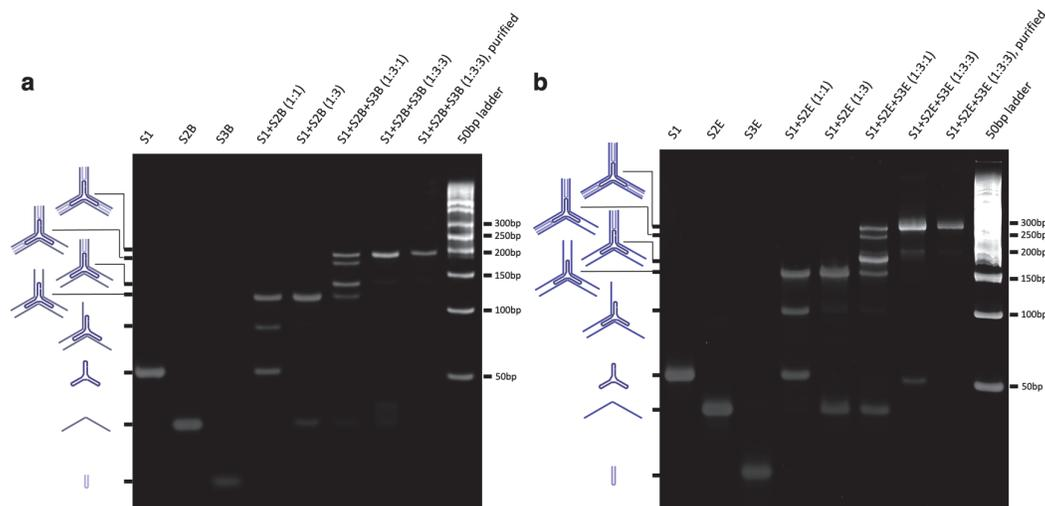 a
S1
S2B
S3B
S1+S2B (1:1)
S1+S2B (1:3)
S1+S2B+S3B (1:3:1)
S1+S2B+S3B (1:3:3)
S1+S2B+S3B (1:3:3), purified
50bp ladder
300bp
250bp
200bp
150bp
100bp
50bp
b
S1
S2E
S3E
S1+S2E (1:1)
S1+S2E (1:3)
S1+S2E+S3E (1:3:1)
S1+S2E+S3E (1:3:3)
S1+S2E+S3E (1:3:3), purified
50bp ladder
300bp
250bp
200bp
150bp
100bp
50bp